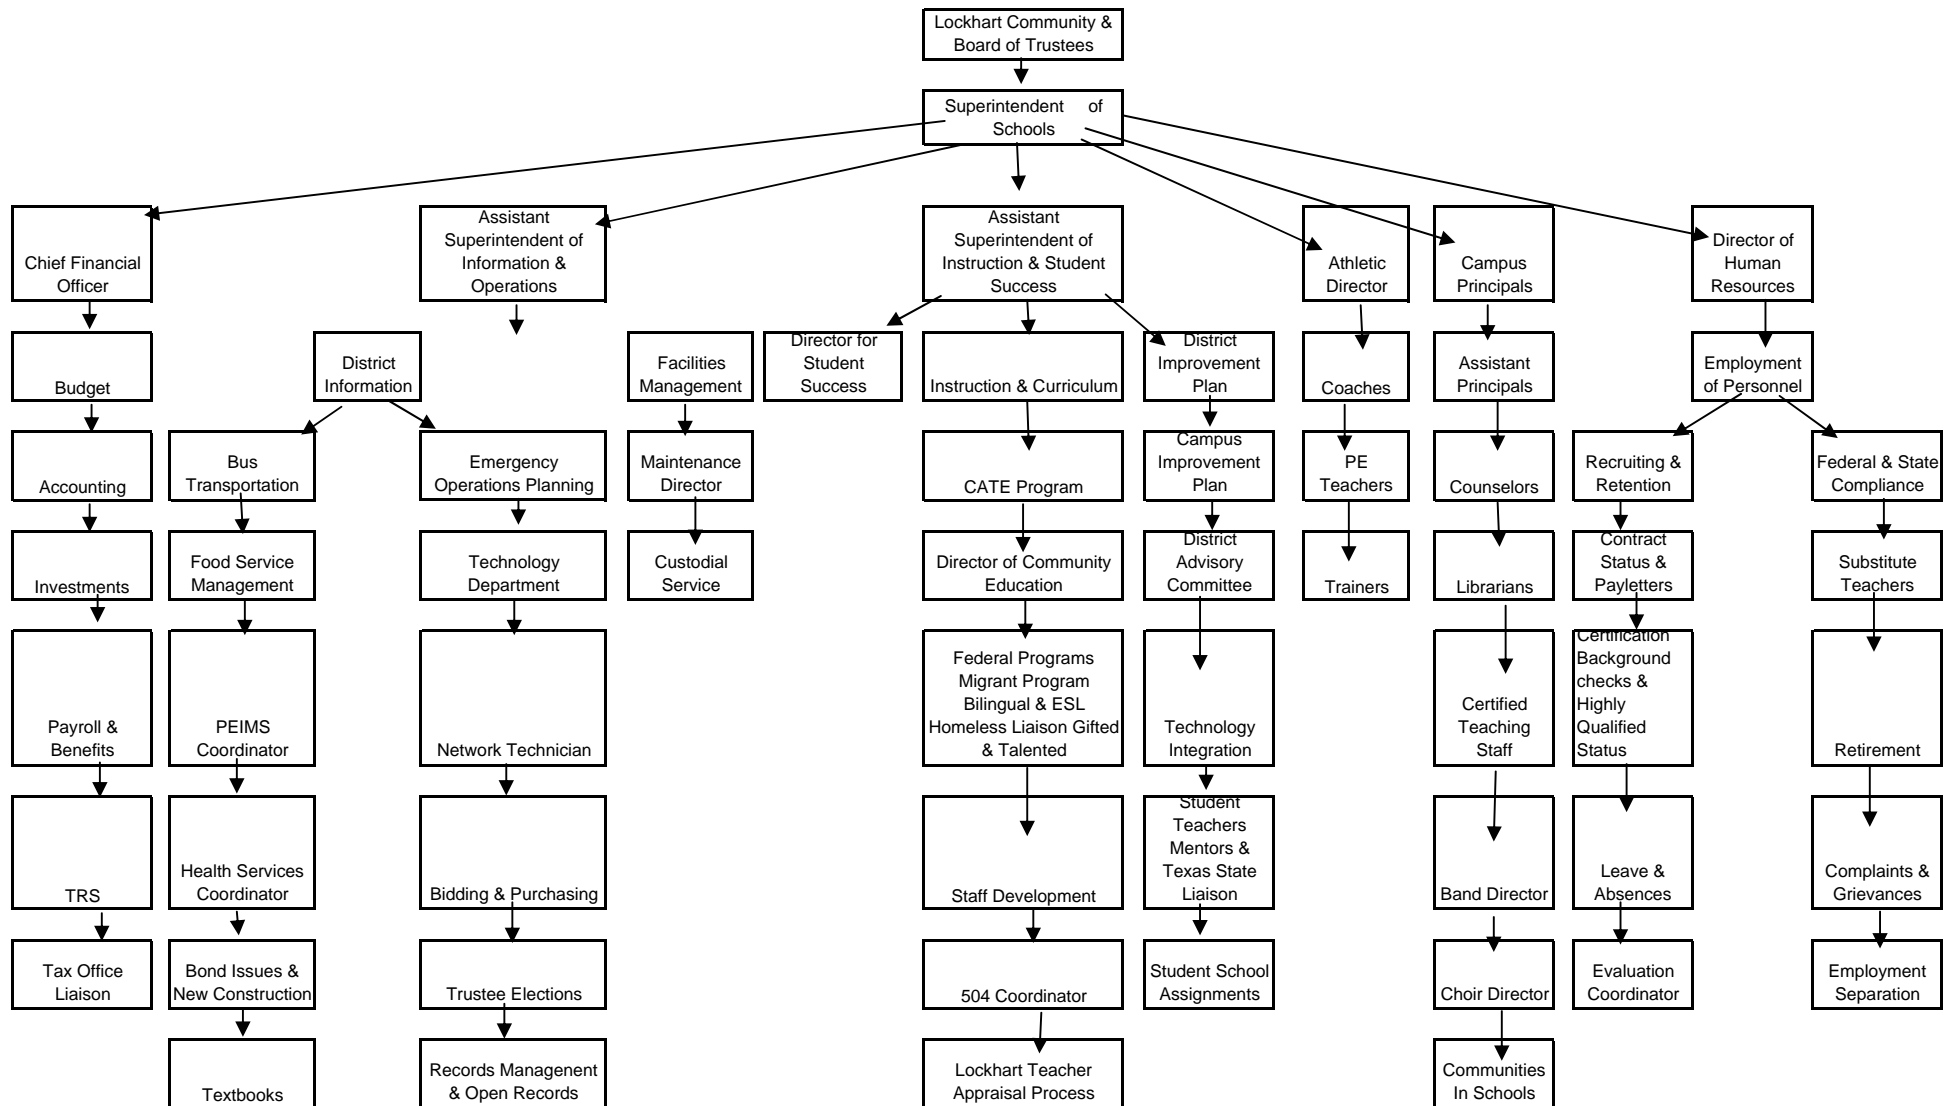 Lockhart Community &
Board of Trustees
Superintendent of
Schools
Chief Financial
Officer
Assistant
Superintendent of
Information &
Operations
Assistant
Superintendent of
Instruction & Student
Success
Athletic
Director
Campus
Principals
Director of
Human
Resources
Budget
District
Information
Facilities
Management
Director for
Student
Success
Instruction & Curriculum
District
Improvement
Plan
Coaches
Assistant
Principals
Employment
of Personnel
Accounting
Bus
Transportation
Emergency
Operations Planning
Maintenance
Director
CATE Program
Campus
Improvement
Plan
PE
Teachers
Counselors
Recruiting &
Retention
Federal & State
Compliance
Investments
Food Service
Management
Technology
Department
Custodial
Service
Director of Community
Education
District
Advisory
Committee
Trainers
Librarians
Contract
Status &
Payletters
Substitute
Teachers
Payroll &
Benefits
PEIMS
Coordinator
Network Technician
Federal Programs
Migrant Program
Bilingual & ESL
Homeless Liaison Gifted
& Talented
Technology
Integration
Certified
Teaching
Staff
Certification
Background
checks &
Highly
Qualified
Status
Retirement
TRS
Health Services
Coordinator
Bidding & Purchasing
Staff Development
Student
Teachers
Mentors &
Texas State
Liaison
Band Director
Leave &
Absences
Complaints &
Grievances
Tax Office
Liaison
Bond Issues &
New Construction
Trustee Elections
504 Coordinator
Student School
Assignments
Choir Director
Evaluation
Coordinator
Employment
Separation
Textbooks
Records Managenent
& Open Records
Lockhart Teacher
Appraisal Process
Communities
In Schools